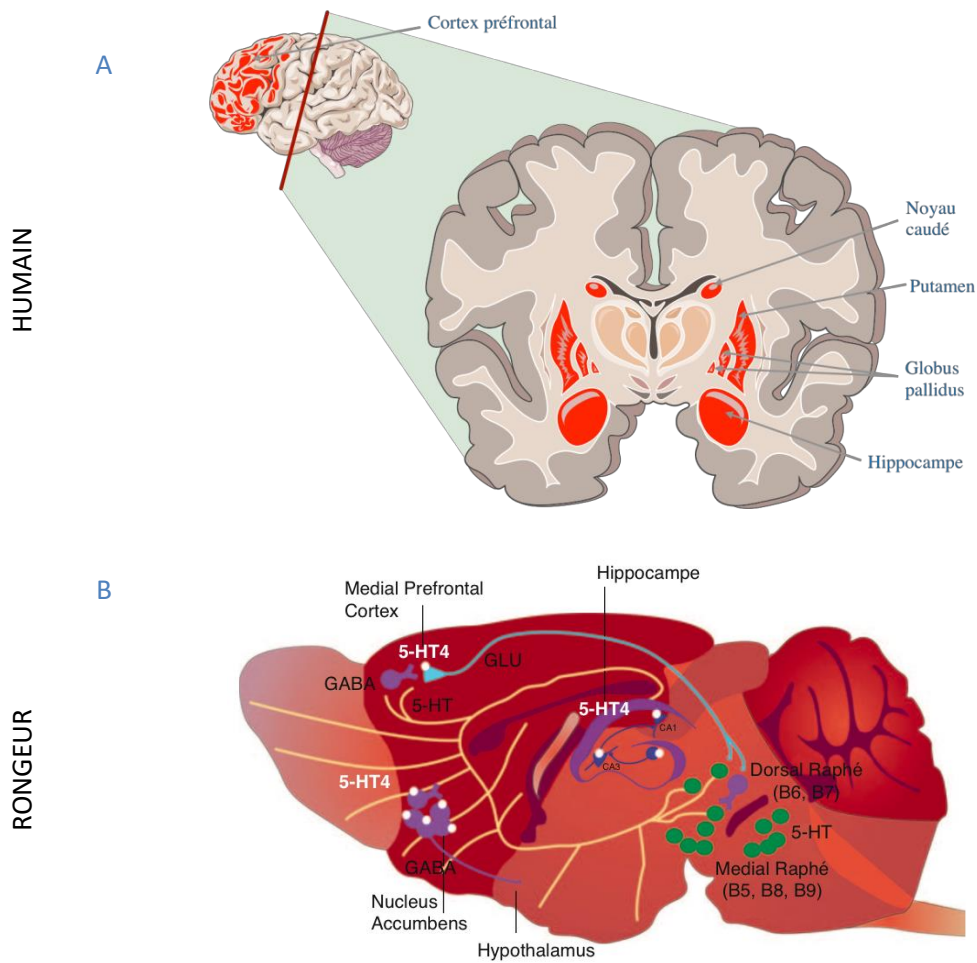 HUMAIN
A
Cortex préfrontal
Noyau
caudé
Putamen
Globus
pallidus
Hippocampe
RONGEUR
B
Hippocampe
Medial Prefrontal
Cortex
5-HT4
GLU
GABA
5-HT
5-HT4
CA1
CA3
5-HT4
Dorsal Raphé
(B6, B7)
5-HT
Medial Raphé
(B5, B8, B9)
GABA
Nucleus
Accumbens
Hypothalamus